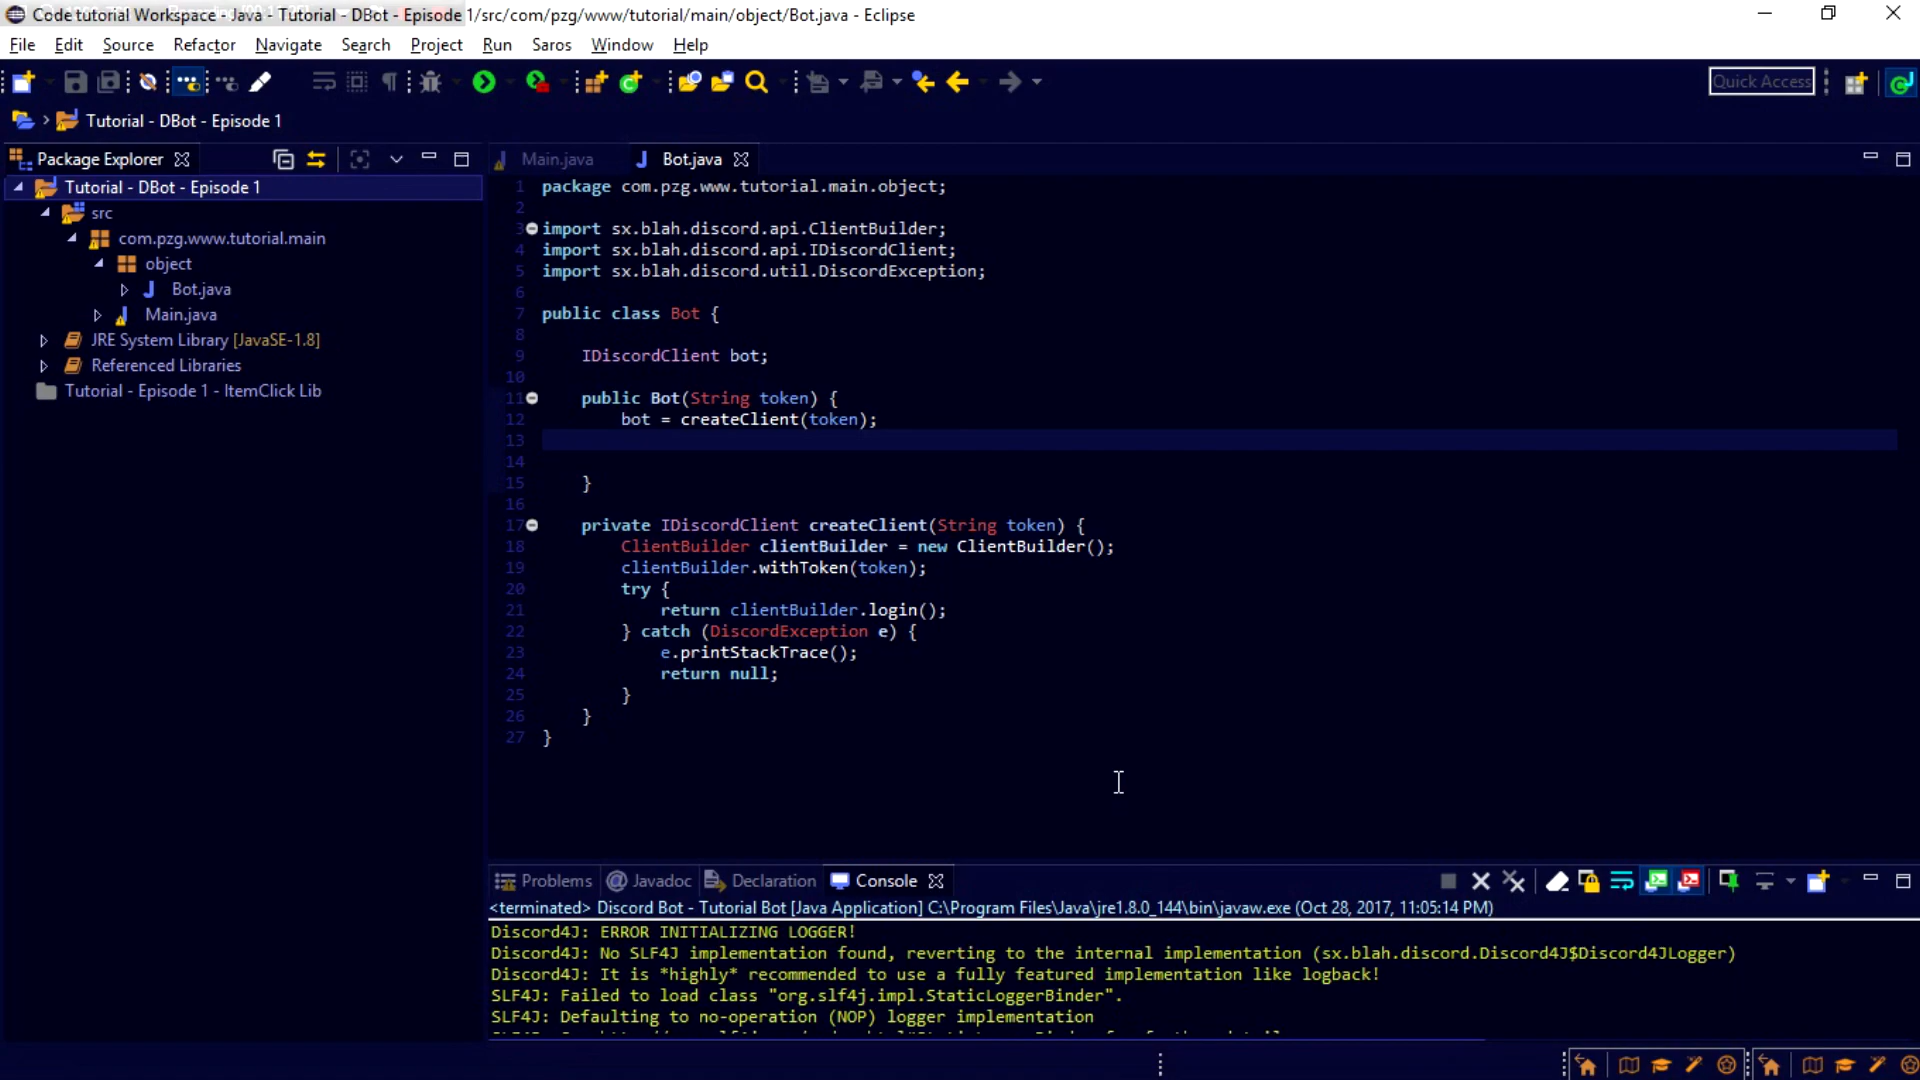 Code tutorial Workspace - Java - Tutorial - DBot - Episode 1/src/com/pzg/www/tutorial/main/object/Bot.java - Eclipse
File Edit Source Refactor Navigate Search Project Run Saros Window Help
Quick Access
Tutorial - DBot - Episode 1
Package Explorer
Tutorial - DBot - Episode 1
src
com.pzg.www.tutorial.main
object
Bot.java
Main.java
JRE System Library [JavaSE-1.8]
Referenced Libraries
Tutorial - Episode 1 - ItemClick Lib
Main.java Bot.java
1 package com.pzg.www.tutorial.main.object;
2
3 import sx.blah.discord.api.ClientBuilder;
4 import sx.blah.discord.api.IDiscordClient;
5 import sx.blah.discord.util.DiscordException;
6
7 public class Bot {
8
9 IDiscordClient bot;
10
11 public Bot(String token) {
12 bot = createClient(token);
13
14
15 }
16
17 private IDiscordClient createClient(String token) {
18 ClientBuilder clientBuilder = new ClientBuilder();
19 clientBuilder.withToken(token);
20 try {
21 return clientBuilder.login();
22 } catch (DiscordException e) {
23 e.printStackTrace();
24 return null;
25 }
26 }
27 }
Problems Javadoc Declaration Console
<terminated> Discord Bot - Tutorial Bot [Java Application] C:\Program Files\Java\jre1.8.0_144\bin\javaw.exe (Oct 28, 2017, 11:05:14 PM)
Discord4J: ERROR INITIALIZING LOGGER!
Discord4J: No SLF4J implementation found, reverting to the internal implementation (sx.blah.discord.Discord4J$Discord4JLogger)
Discord4J: It is *highly* recommended to use a fully featured implementation like logback!
SLF4J: Failed to load class "org.slf4j.impl.StaticLoggerBinder".
SLF4J: Defaulting to no-operation (NOP) logger implementation